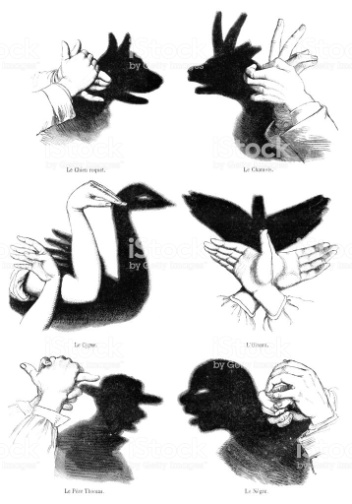 Le Chien roquet.
Le Chamois.
Le Cygne.
L'Oiseau.
Le Père Thomas.
Le Nègre.
iStock
by Getty Images